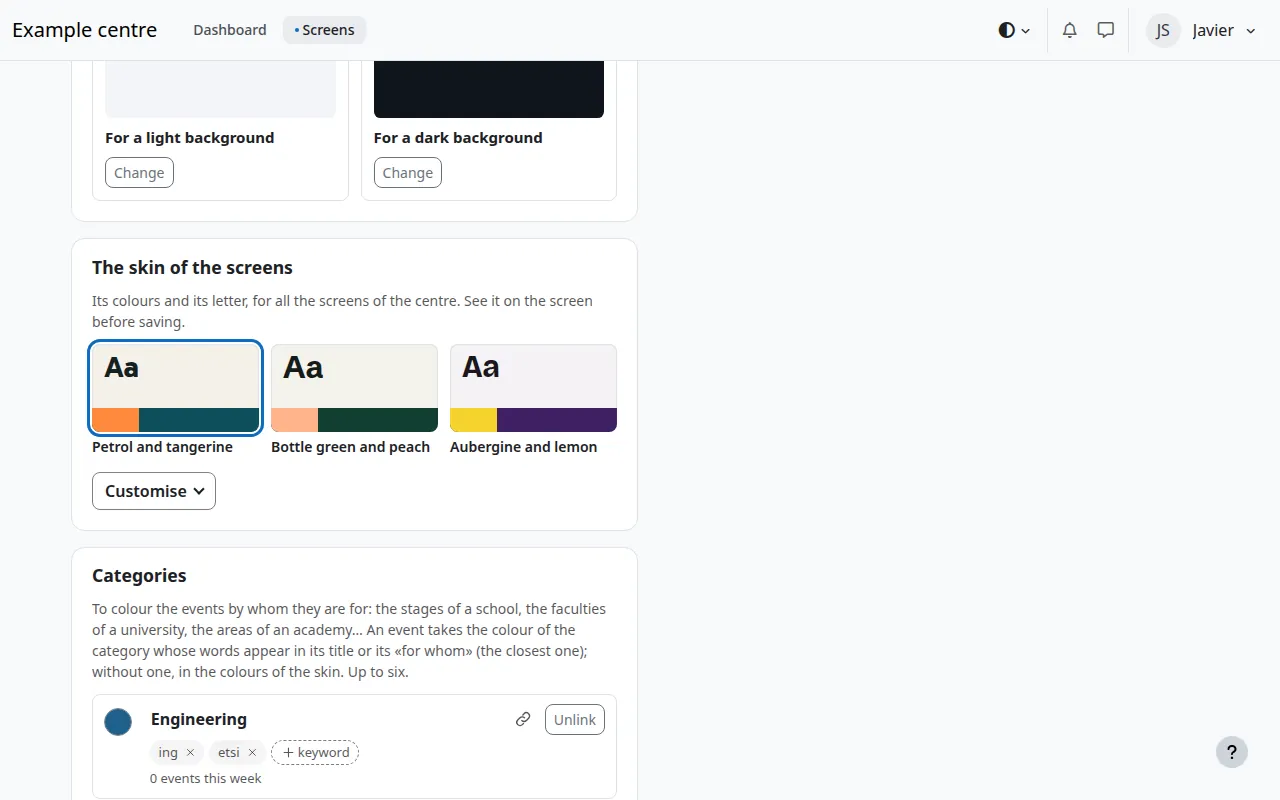 Example centre
Dashboard
Screens
JS
Javier
For a light background
For a dark background
Change
Change
The skin of the screens
Its colours and its letter, for all the screens of the centre. See it on the screen
before saving.
Aa
Aa
Aa
Petrol and tangerine
Bottle green and peach
Aubergine and lemon
Customise
Categories
To colour the events by whom they are for: the stages of a school, the faculties
of a university, the areas of an academy... An event takes the colour of the
category whose words appear in its title or its «for whom» (the closest one);
without one, in the colours of the skin. Up to six.
Engineering
Unlink
ing ×
etsi ×
+ keyword
0 events this week
?